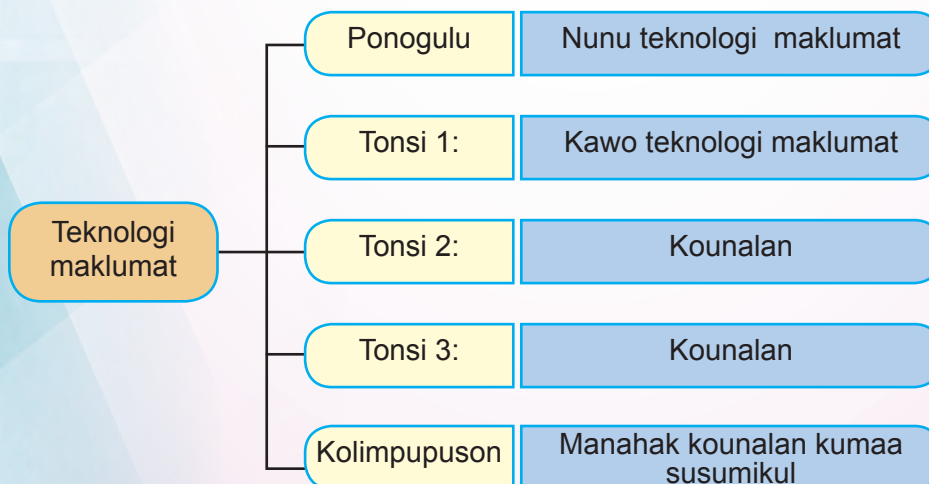 Ponogulu Nunu teknologi maklumat
Tonsi 1: Kawo teknologi maklumat
Teknologi
maklumat
Tonsi 2: Kounalan
Tonsi 3: Kounalan
Kolimpupuson Manahak kounalan kumaa
susumikul